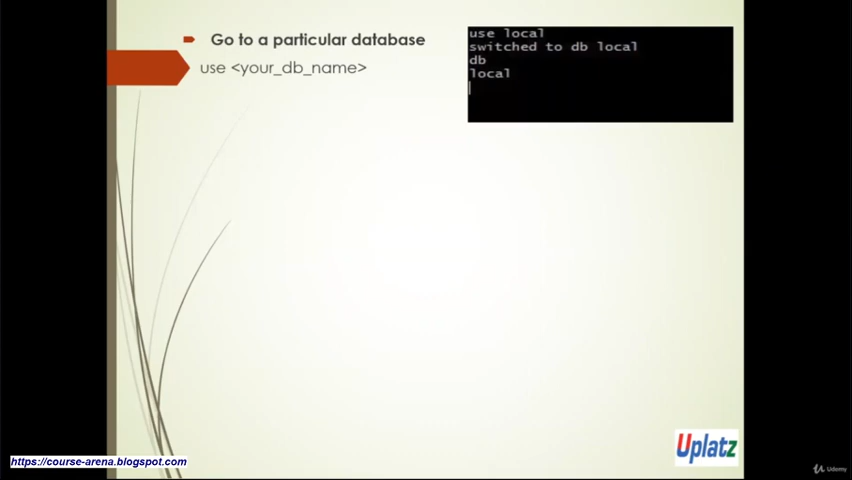 Go to a particular database
use <your_db_name>
use local
switched to db local
db
local
Uplatz
https://course-arena.blogspot.com
Udemy